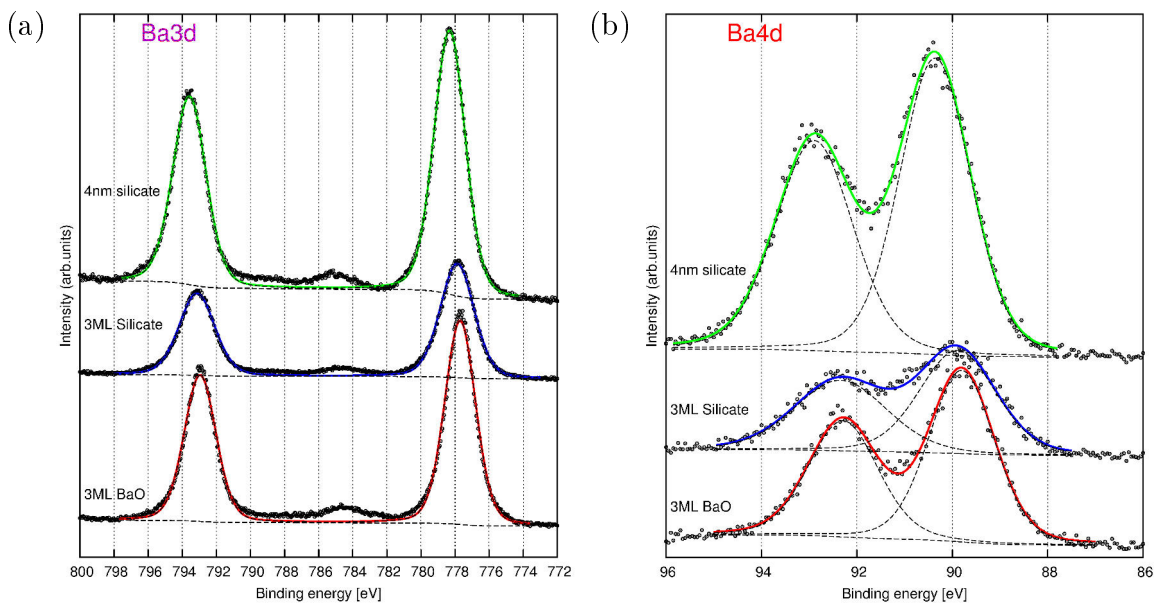 (a)
Ba3d
Intensity (arb.units)
4nm silicate
3ML Silicate
3ML BaO
800 798 796 794 792 790 788 786 784 782 780 778 776 774 772
Binding energy [eV]
(b)
Ba4d
Intensity (arb.units)
4nm silicate
3ML Silicate
3ML BaO
96 94 92 90 88 86
Binding energy [eV]